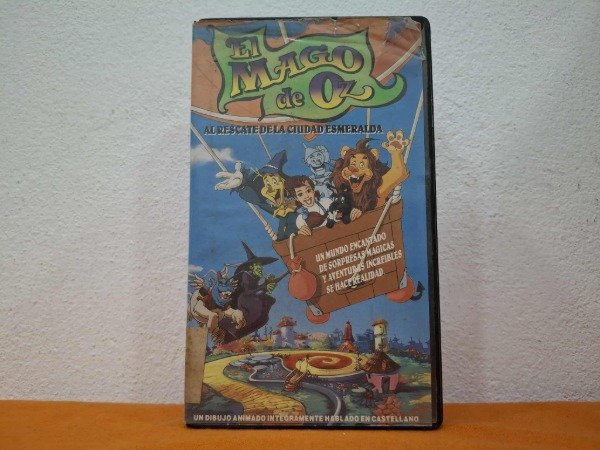 El
MAGO
de Oz
AL RESCATE DE LA CIUDAD ESMERALDA
UN MUNDO ENCANTADO
DE SORPRESAS MAGICAS
Y AVENTURAS INCREIBLES
SE HACE REALIDAD
UN DIBUJO ANIMADO INTEGRAMENTE HABLADO EN CASTELLANO